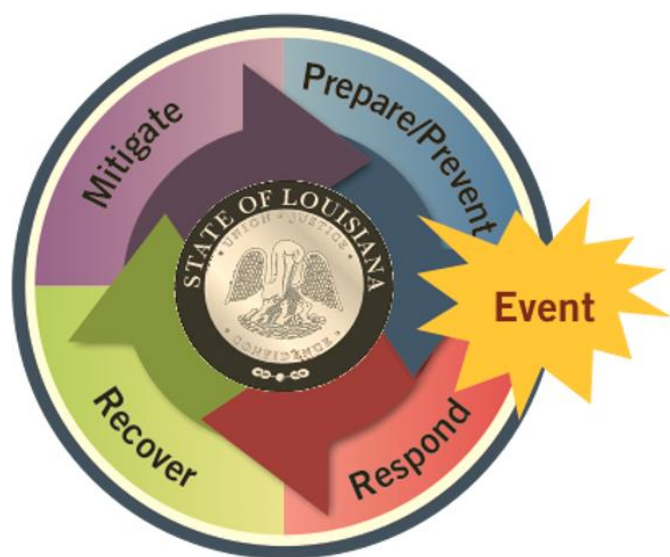 Mitigate
Prepare/Prevent
STATE OF LOUISIANA
UNION · JUSTICE
CONFIDENCE
Event
Recover
Respond